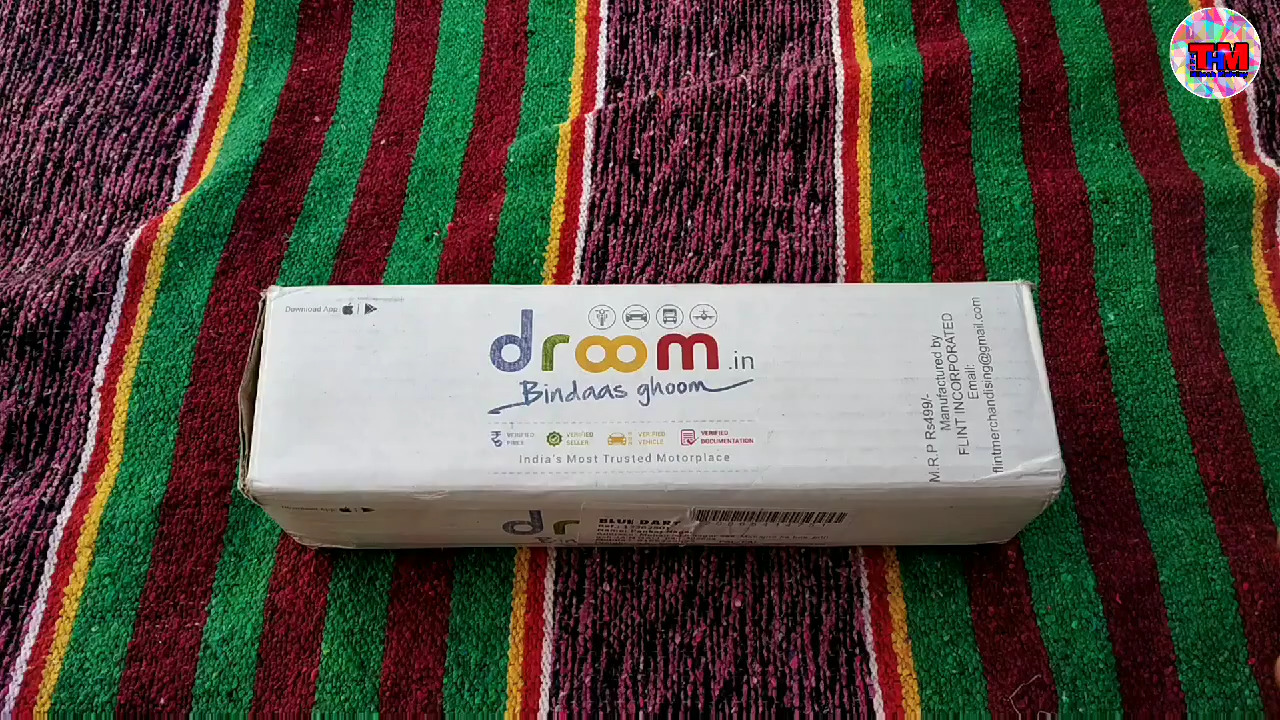 THM
Download App
droom.in
Bindaas ghoom
VERIFIED PRICE
VERIFIED SELLER
VERIFIED VEHICLE
VERIFIED DOCUMENTATION
India's Most Trusted Motorplace
M.R.P Rs499/-
Manufactured by
FLINT INCORPORATED
Email:
flintmerchandising@gmail.com
BLUE DART